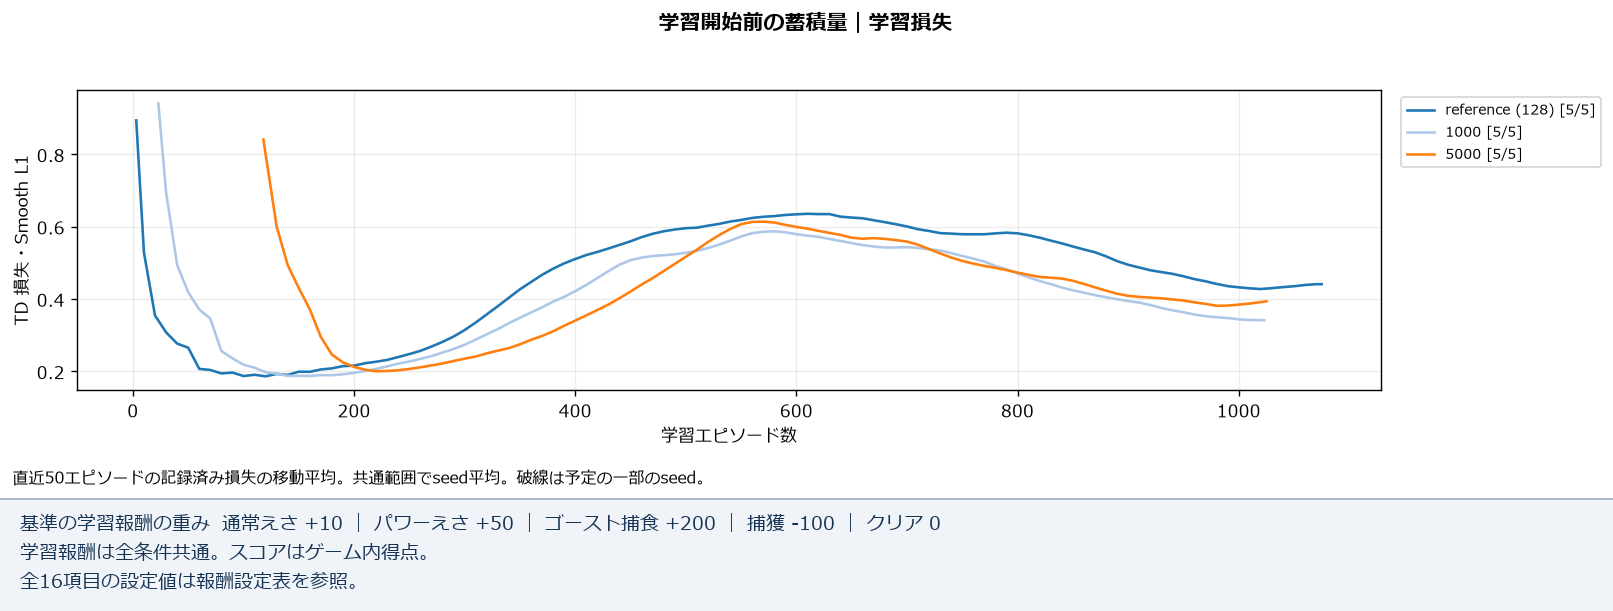 学習開始前の蓄積量｜学習損失
TD 損失・Smooth L1
0.8
0.6
0.4
0.2
0
200
400
600
800
1000
学習エピソード数
reference (128) [5/5]
1000 [5/5]
5000 [5/5]
直近50エピソードの記録済み損失の移動平均。共通範囲でseed平均。破線は予定の一部のseed。
基準の学習報酬の重み 通常えさ +10 ｜ パワーえさ +50 ｜ ゴースト捕食 +200 ｜ 捕獲 -100 ｜ クリア 0
学習報酬は全条件共通。スコアはゲーム内得点。
全16項目の設定値は報酬設定表を参照。